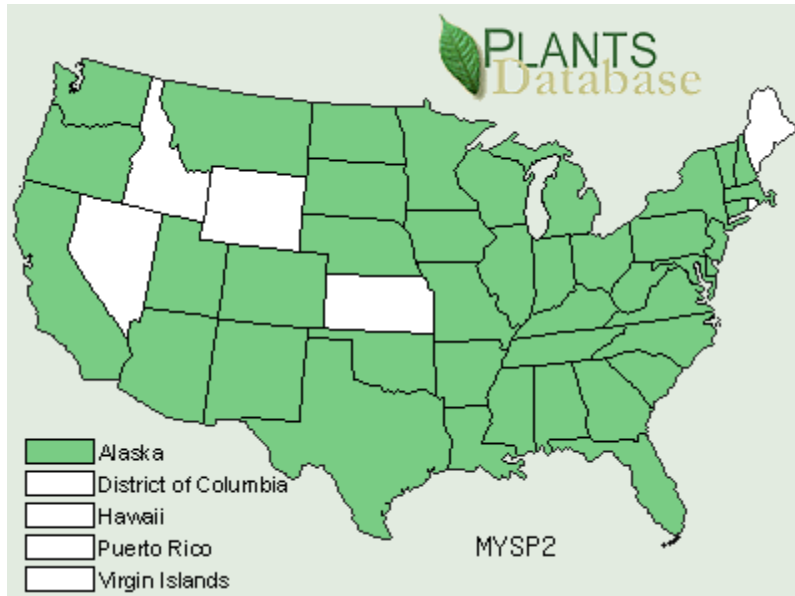 PLANTS
Database
Alaska
District of Columbia
Hawaii
Puerto Rico
Virgin Islands
MYSP2